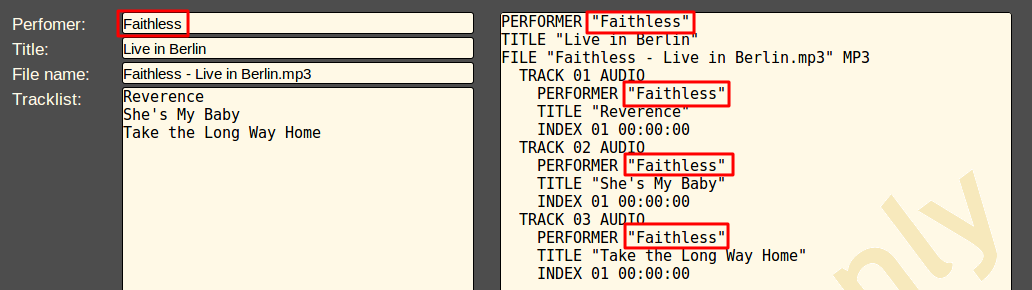 Perfomer:
Faithless
Title:
Live in Berlin
File name:
Faithless - Live in Berlin.mp3
Tracklist:
Reverence
She's My Baby
Take the Long Way Home
PERFORMER "Faithless"
TITLE "Live in Berlin"
FILE "Faithless - Live in Berlin.mp3" MP3
TRACK 01 AUDIO
PERFORMER "Faithless"
TITLE "Reverence"
INDEX 01 00:00:00
TRACK 02 AUDIO
PERFORMER "Faithless"
TITLE "She's My Baby"
INDEX 01 00:00:00
TRACK 03 AUDIO
PERFORMER "Faithless"
TITLE "Take the Long Way Home"
INDEX 01 00:00:00